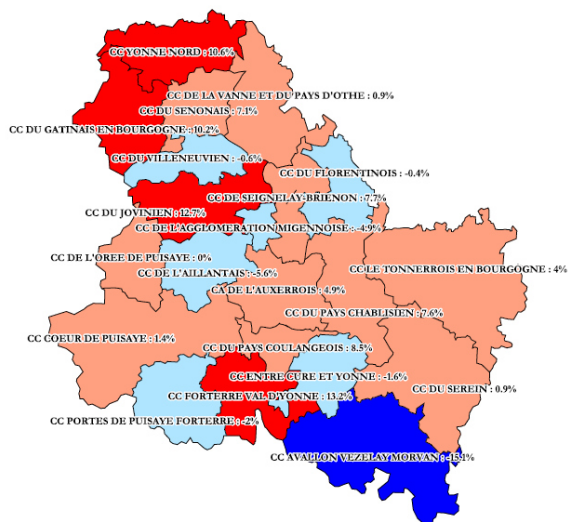 CC YONNE NORD : 10.6%
CC DE LA VANNE ET DU PAYS D'OTHE : 0.9%
CC DU SENONAIS : 7.1%
CC DU GATINAIS EN BOURGOGNE : 10.2%
CC DU VILLENEUVIEN : -0.6%
CC DU FLORENTINOIS : -0.4%
CC DE SEIGNELAY-BRIENON : 7.7%
CC DU JOVINIEN : 12.7%
CC DE L'AGGLOMERATION MIGENNOISE : -4.9%
CC DE L'OREE DE PUISAYE : 0%
CC LE TONNERROIS EN BOURGOGNE : 4%
CC DE L'AILLANTAIS : -5.6%
CA DE L'AUXERROIS : 4.9%
CC DU PAYS CHABLISIEN : 7.6%
CC COEUR DE PUISAYE : 1.4%
CC DU PAYS COULANGEOIS : 8.5%
CC ENTRE CURE ET YONNE : -1.6%
CC DU SEREIN : 0.9%
CC FORTERRE VAL D'YONNE : 13.2%
CC PORTES DE PUISAYE FORTERRE : -2%
CC AVALLON VEZELAY MORVAN : -15.1%